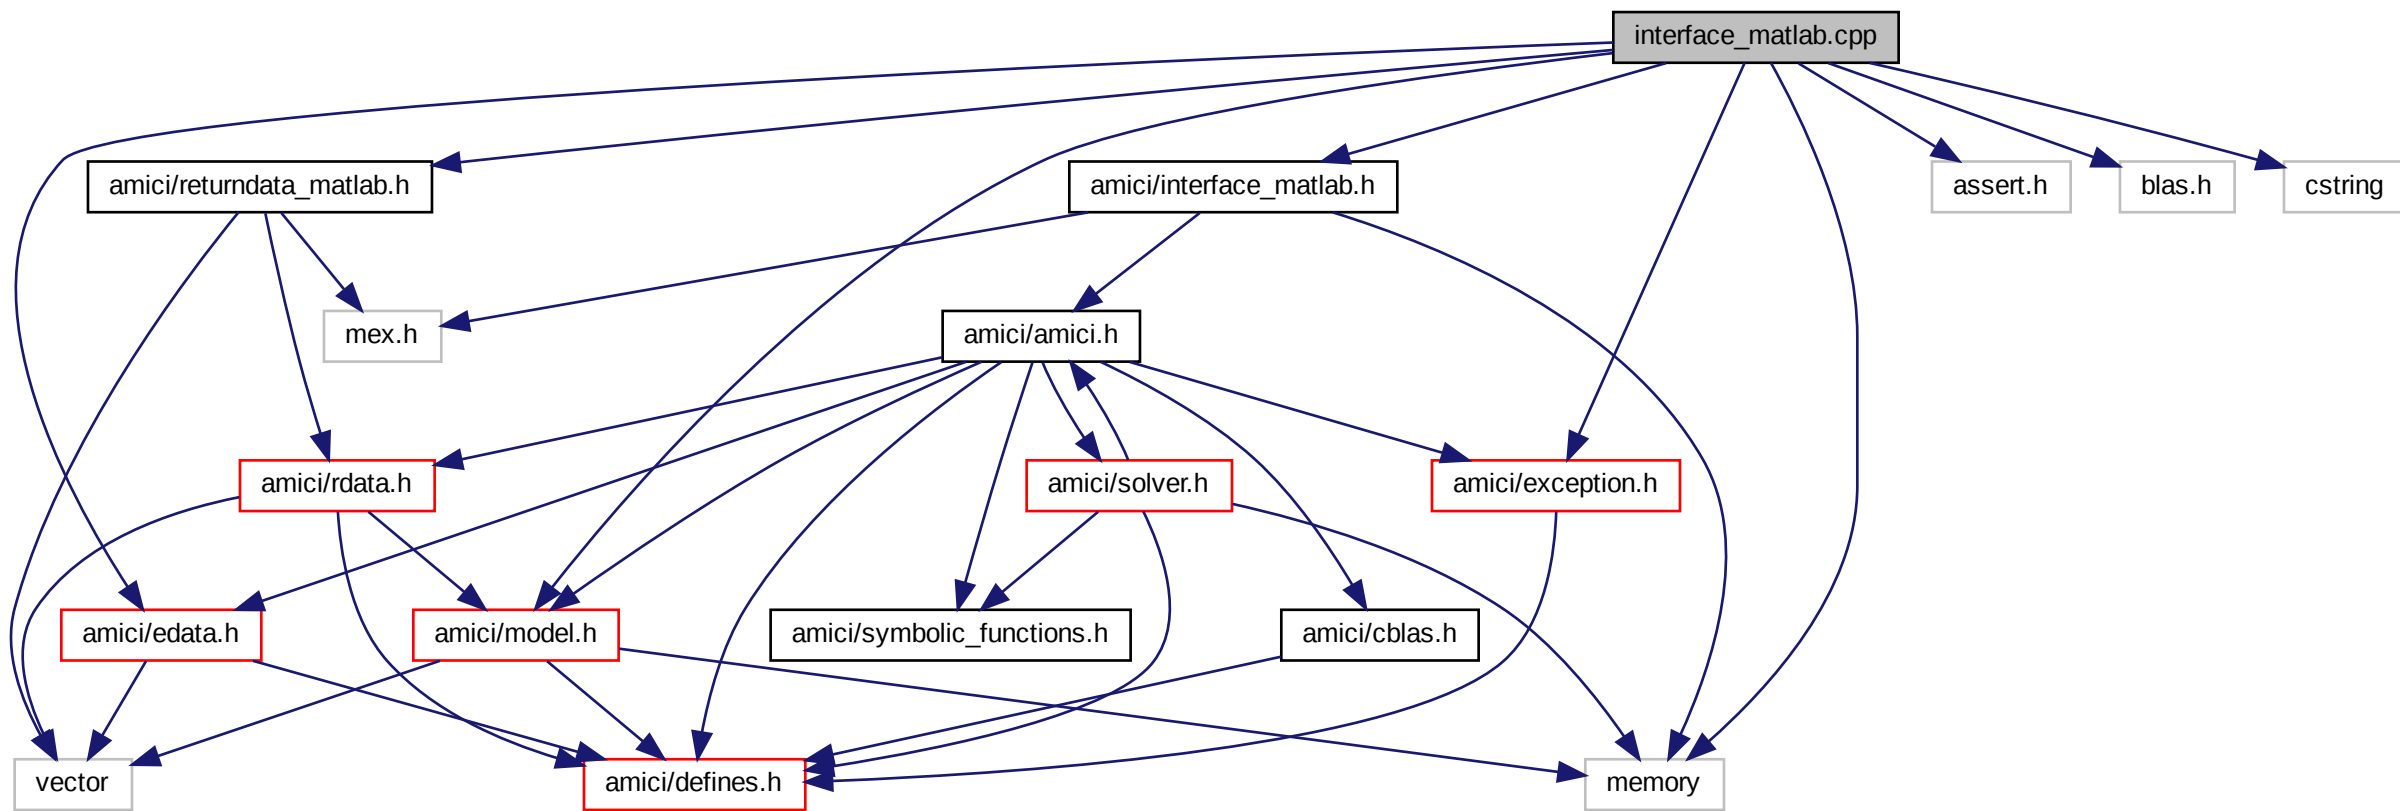 interface_matlab.cpp
amici/returndata_matlab.h
amici/interface_matlab.h
assert.h
blas.h
cstring
mex.h
amici/amici.h
amici/rdata.h
amici/solver.h
amici/exception.h
amici/edata.h
amici/model.h
amici/symbolic_functions.h
amici/cblas.h
vector
amici/defines.h
memory